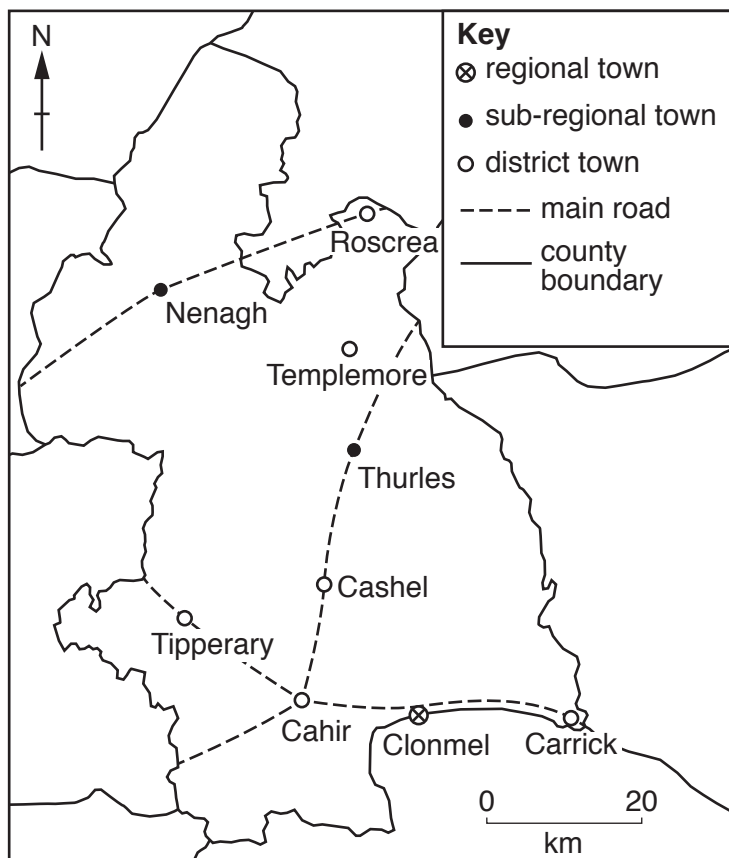 N
Key
regional town
sub-regional town
district town
main road
county
boundary
Roscrea
Nenagh
Templemore
Thurles
Cashel
Tipperary
Cahir
Clonmel
Carrick
0 20
km